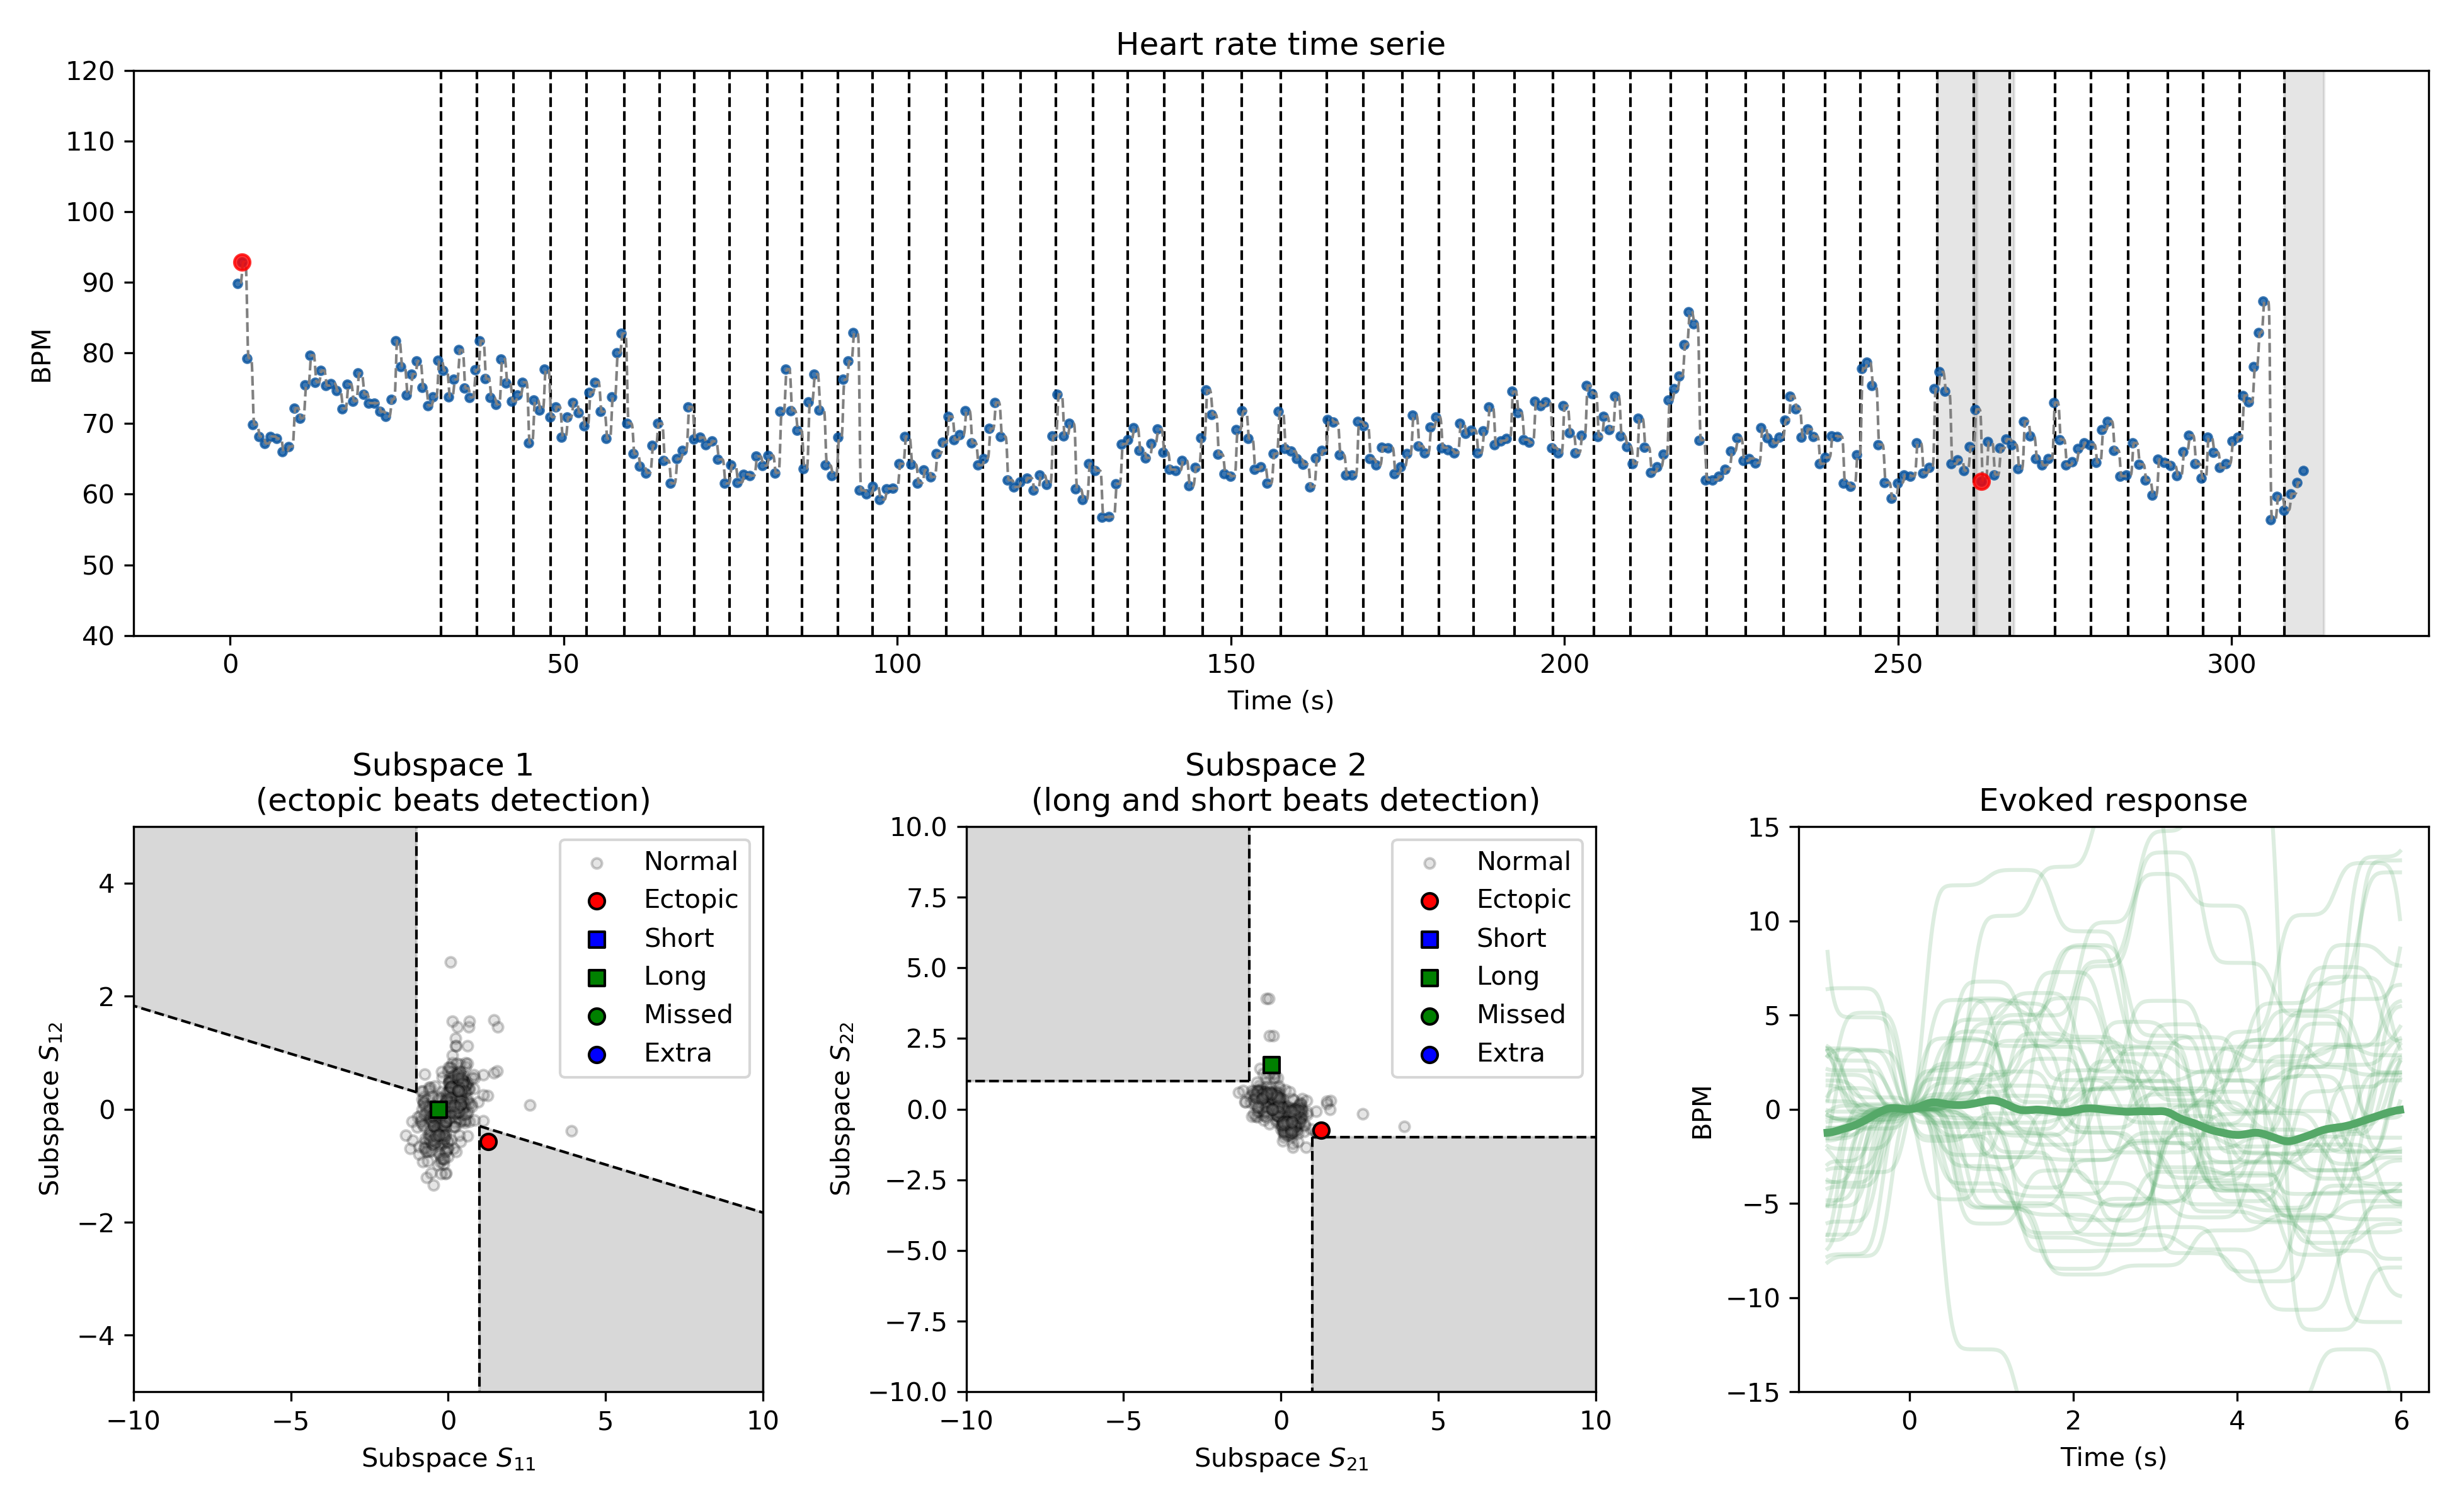 Heart rate time serie
120
110
100
90
80
70
60
50
40
BPM
0 50 100 150 200 250 300
Time (s)
Subspace 1
(ectopic beats detection)
4
2
0
−2
−4
Subspace S12
−10 −5 0 5 10
Subspace S11
Normal
Ectopic
Short
Long
Missed
Extra
Subspace 2
(long and short beats detection)
10.0
7.5
5.0
2.5
0.0
−2.5
−5.0
−7.5
−10.0
Subspace S22
−10 −5 0 5 10
Subspace S21
Normal
Ectopic
Short
Long
Missed
Extra
Evoked response
15
10
5
0
−5
−10
−15
BPM
0 2 4 6
Time (s)